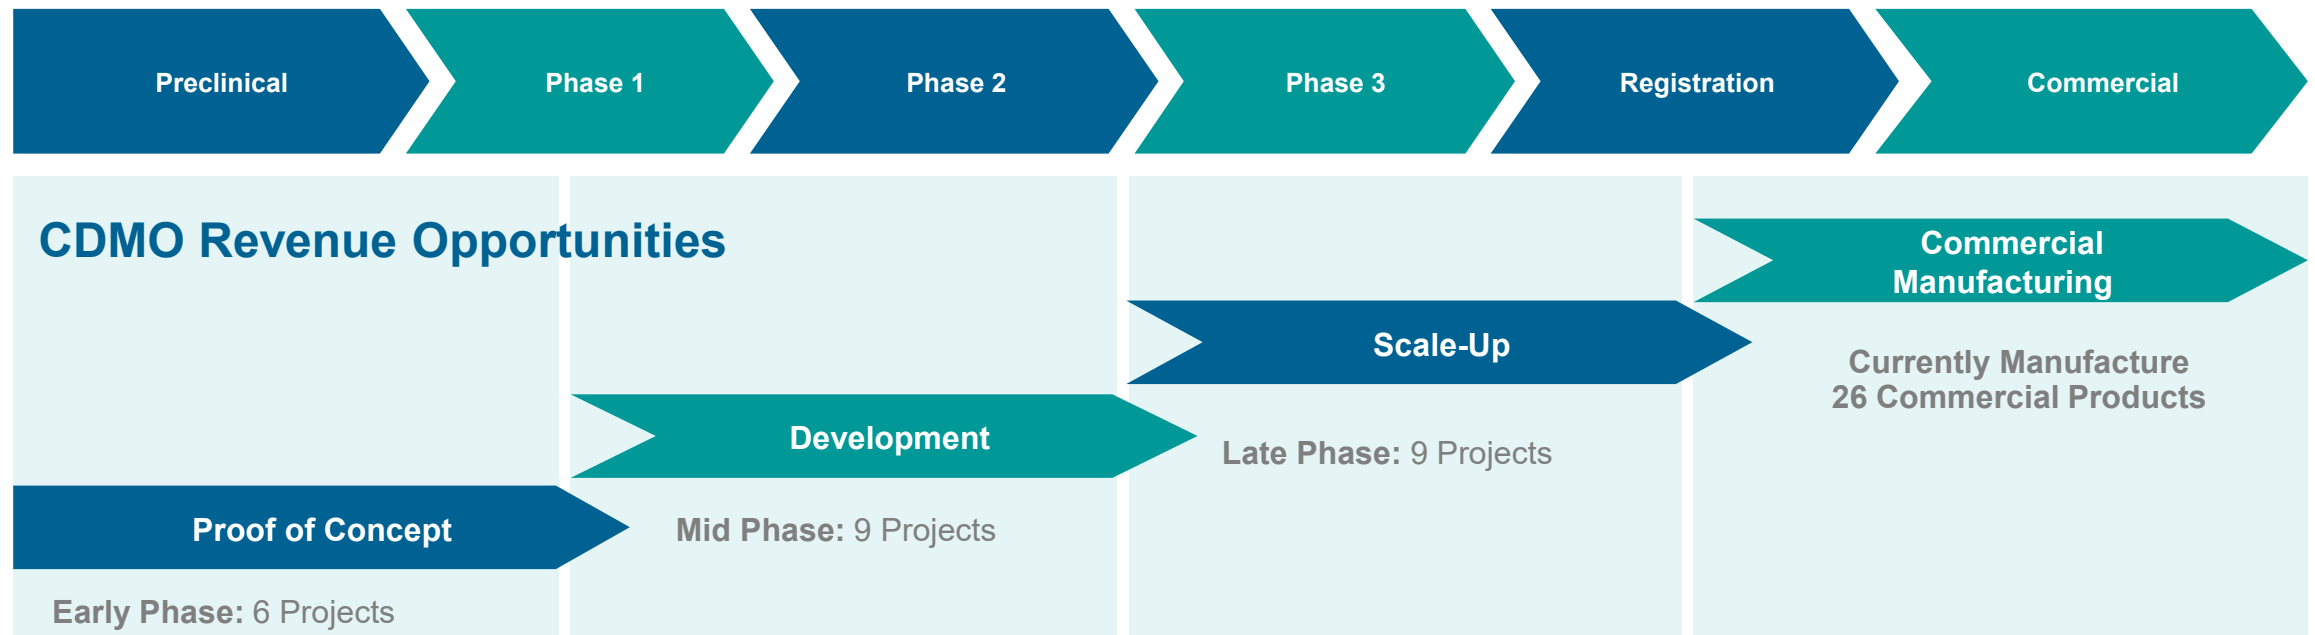 Preclinical
Phase 1
Phase 2
Phase 3
Registration
Commercial
CDMO Revenue Opportunities
Proof of Concept
Early Phase: 6 Projects
Development
Mid Phase: 9 Projects
Scale-Up
Late Phase: 9 Projects
Commercial
Manufacturing
Currently Manufacture
26 Commercial Products